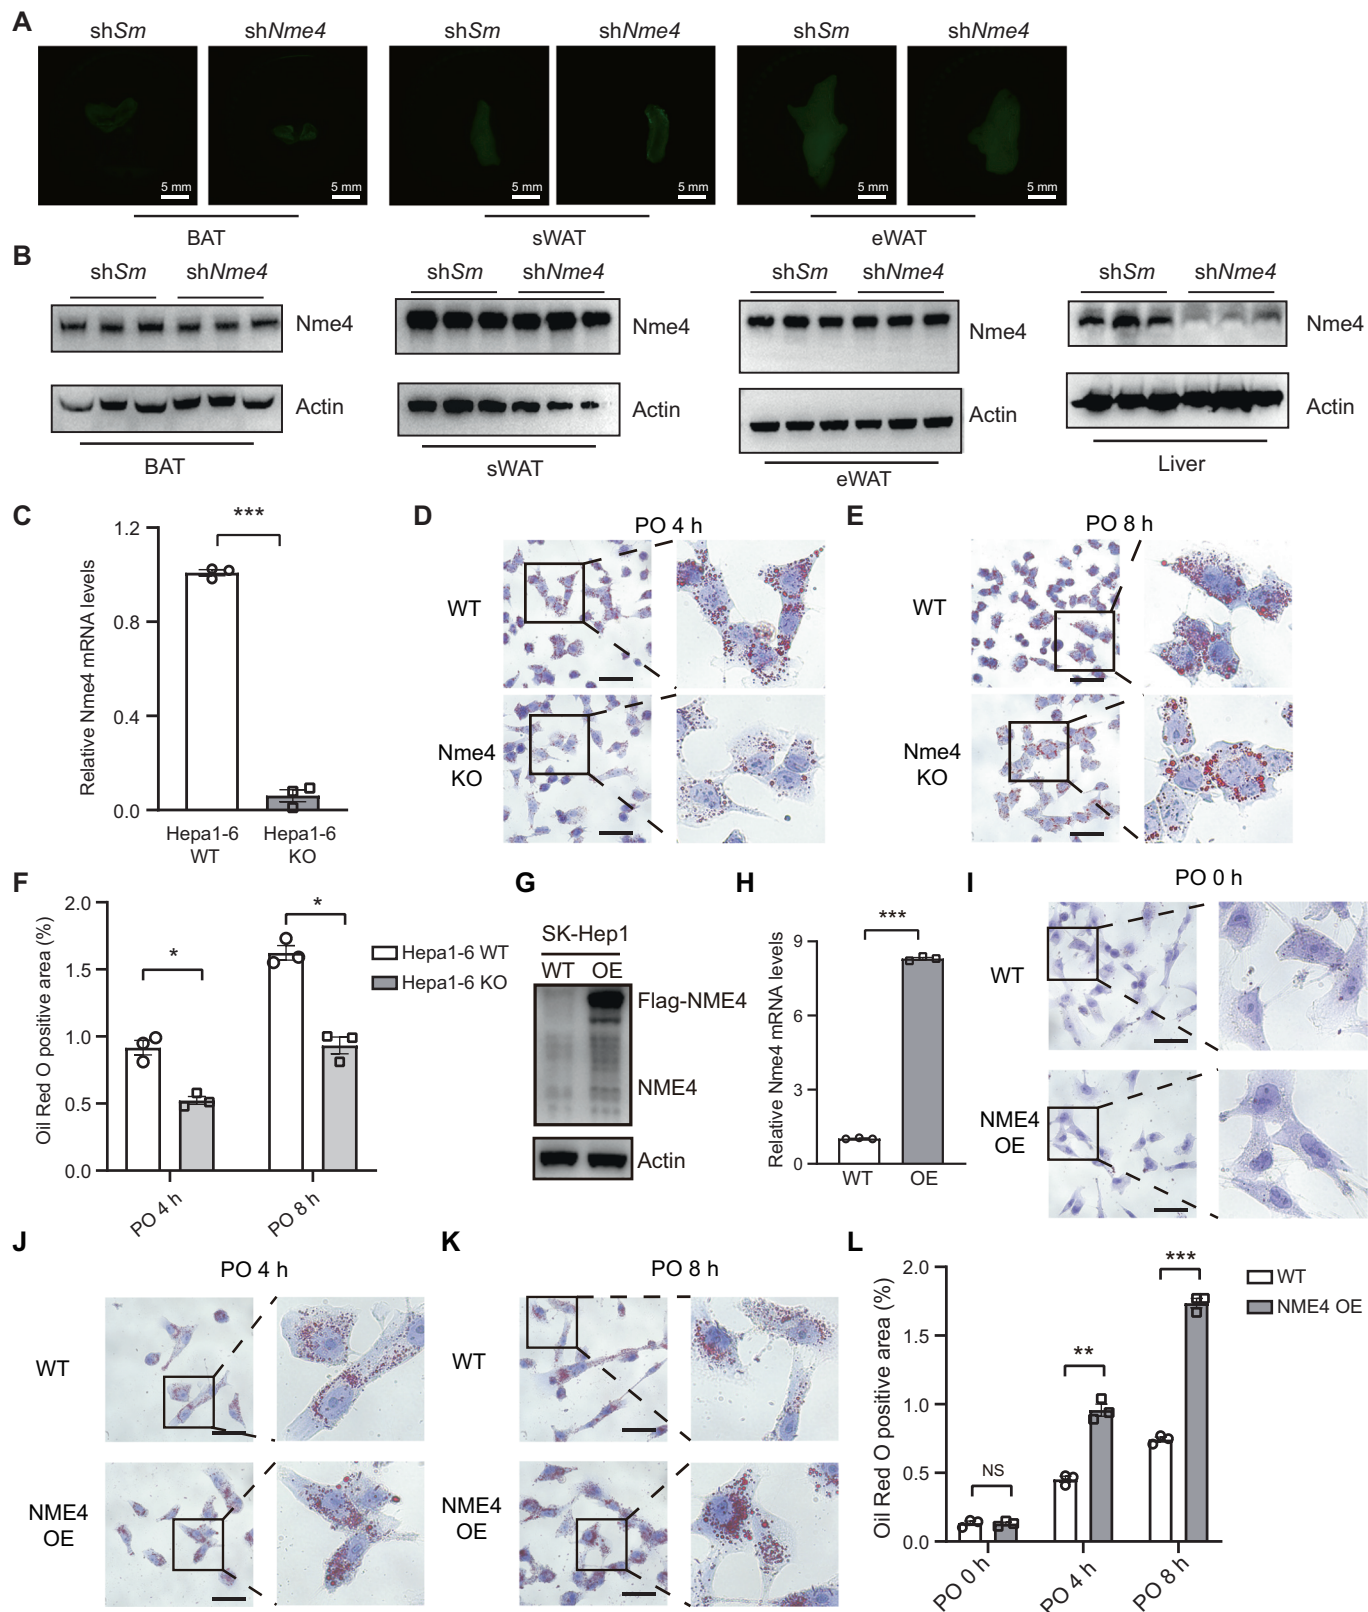 A
shSm
shNme4
shSm
shNme4
shSm
shNme4
5 mm
5 mm
5 mm
5 mm
5 mm
5 mm
BAT
sWAT
eWAT
B
shSm
shNme4
shSm
shNme4
shSm
shNme4
shSm
shNme4
Nme4
Nme4
Nme4
Nme4
Actin
Actin
Actin
Actin
BAT
sWAT
eWAT
Liver
C
Relative Nme4 mRNA levels
1.2
0.8
0.4
0.0
***
Hepa1-6
WT
Hepa1-6
KO
D
PO 4 h
WT
Nme4
KO
E
PO 8 h
WT
Nme4
KO
F
Oil Red O positive area (%)
2.0
1.5
1.0
0.5
0.0
*
*
Hepa1-6 WT
Hepa1-6 KO
PO 4 h
PO 8 h
G
SK-Hep1
WT
OE
Flag-NME4
NME4
Actin
H
Relative Nme4 mRNA levels
9
6
3
0
***
WT
OE
I
PO 0 h
WT
NME4
OE
J
PO 4 h
WT
NME4
OE
K
PO 8 h
WT
NME4
OE
L
Oil Red O positive area (%)
2.0
1.5
1.0
0.5
0.0
NS
**
***
WT
NME4 OE
PO 0 h
PO 4 h
PO 8 h